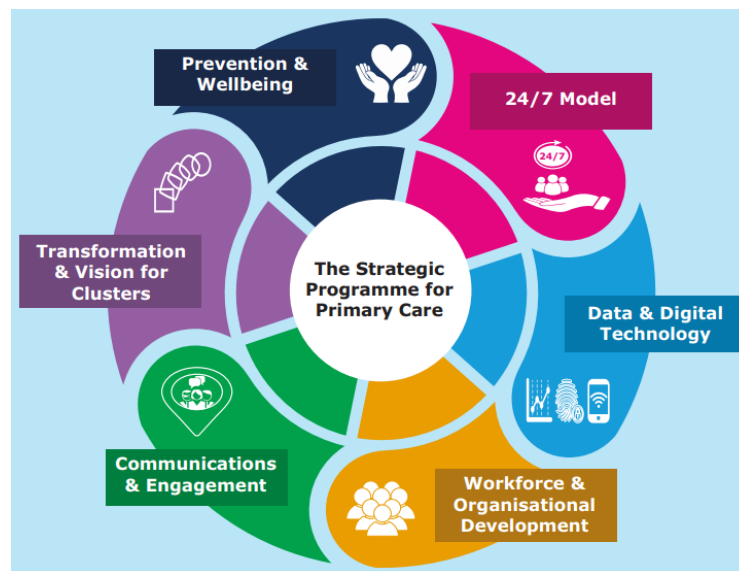 Prevention &
Wellbeing
24/7 Model
24/7
Transformation
& Vision for
Clusters
The Strategic
Programme for
Primary Care
Data & Digital
Technology
Communications
& Engagement
Workforce &
Organisational
Development